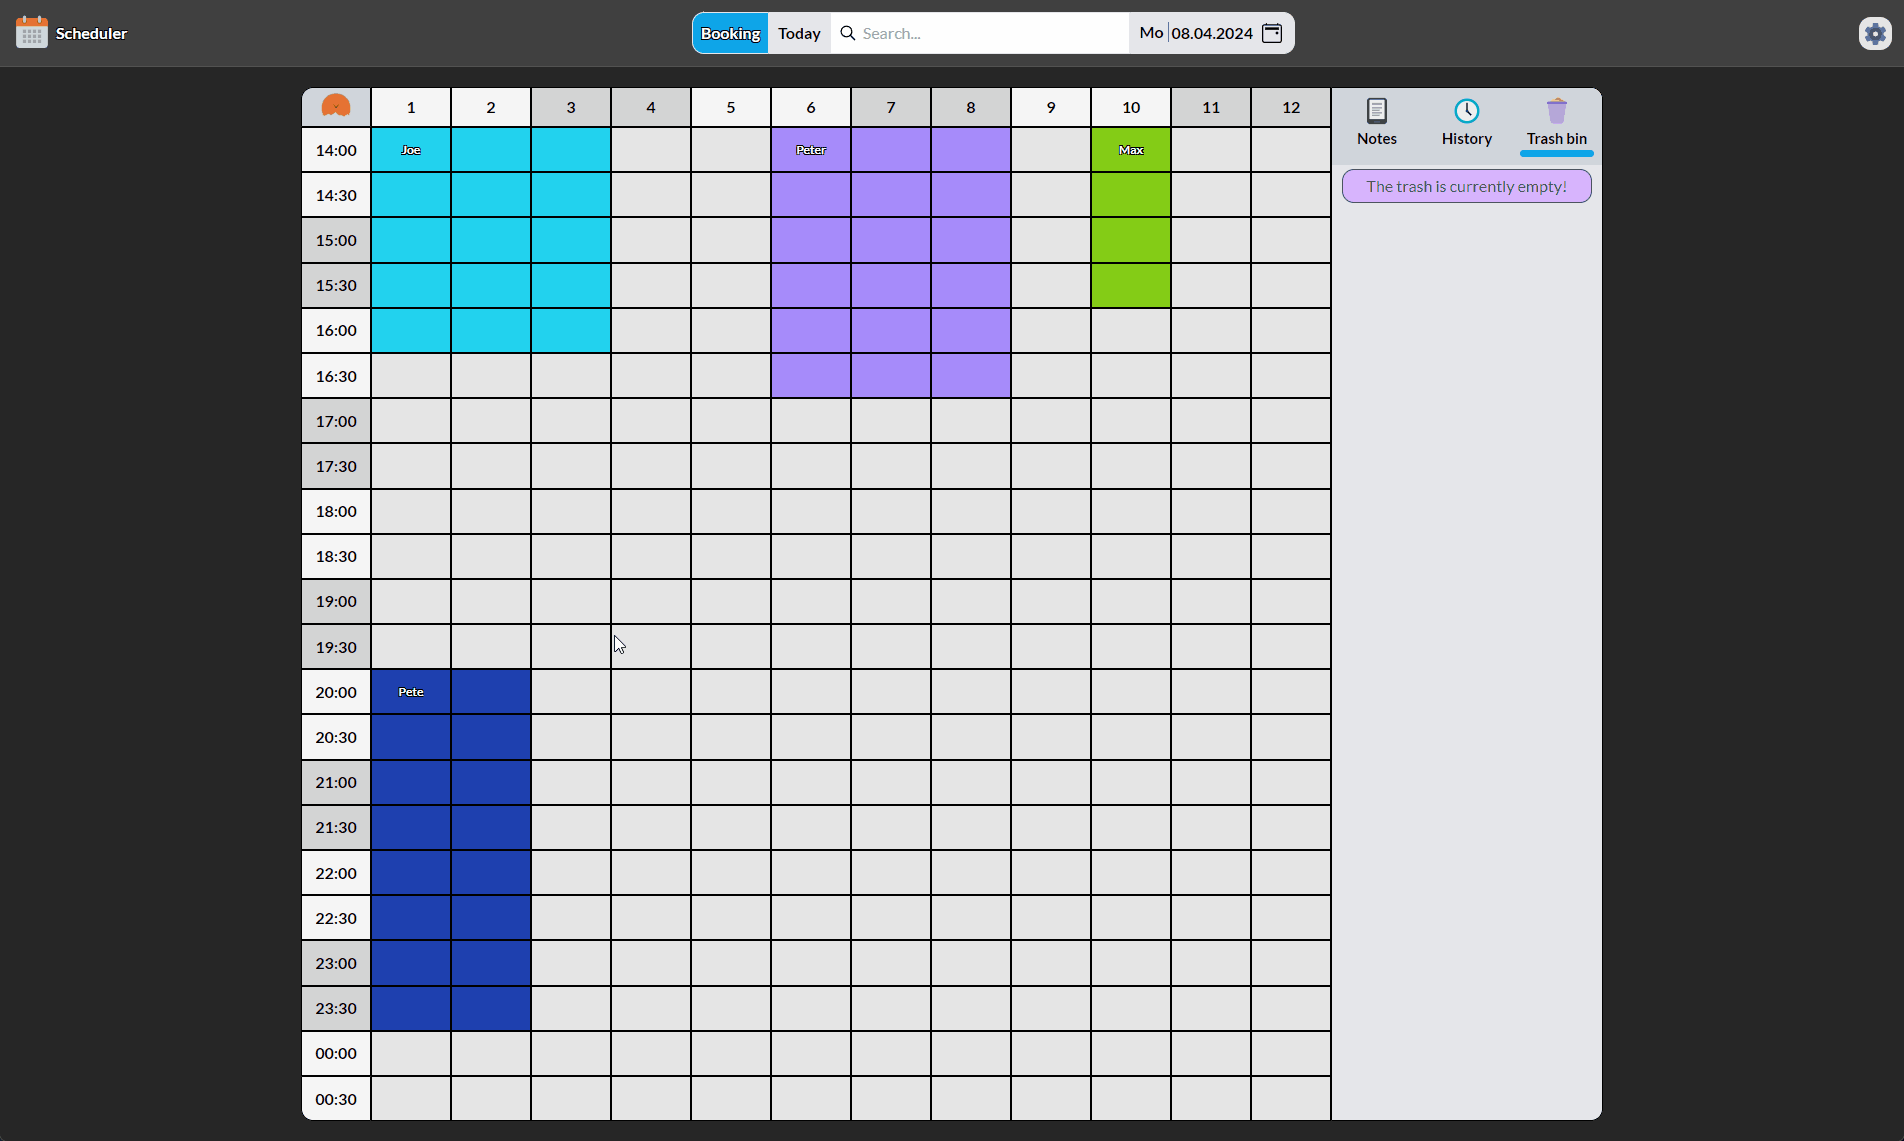 Scheduler
Booking Today Search... Mo 08.04.2024
1 2 3 4 5 6 7 8 9 10 11 12
Notes History Trash bin
The trash is currently empty!
14:00 Joe Peter Max
14:30
15:00
15:30
16:00
16:30
17:00
17:30
18:00
18:30
19:00
19:30
20:00 Pete
20:30
21:00
21:30
22:00
22:30
23:00
23:30
00:00
00:30